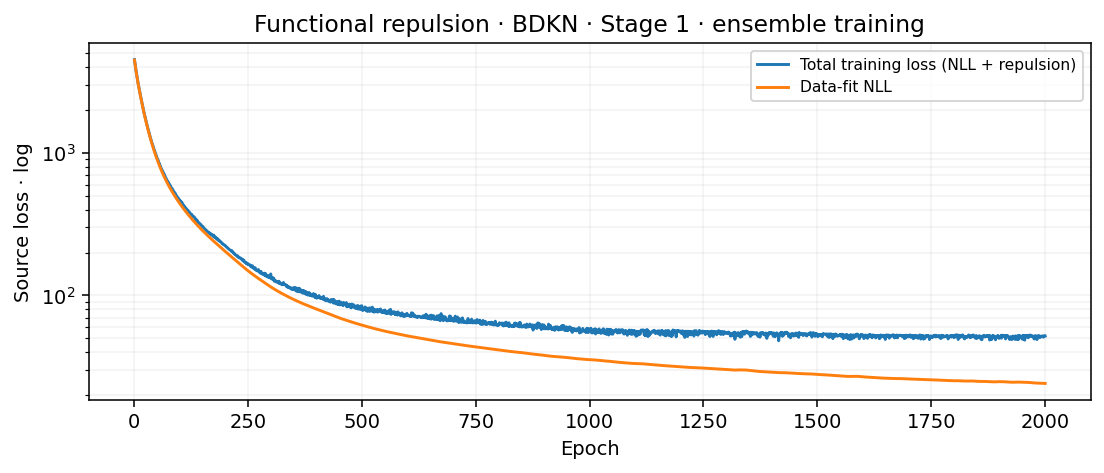 Functional repulsion · BDKN · Stage 1 · ensemble training
Total training loss (NLL + repulsion)
Data-fit NLL
Source loss · log
10³
10²
0 250 500 750 1000 1250 1500 1750 2000
Epoch